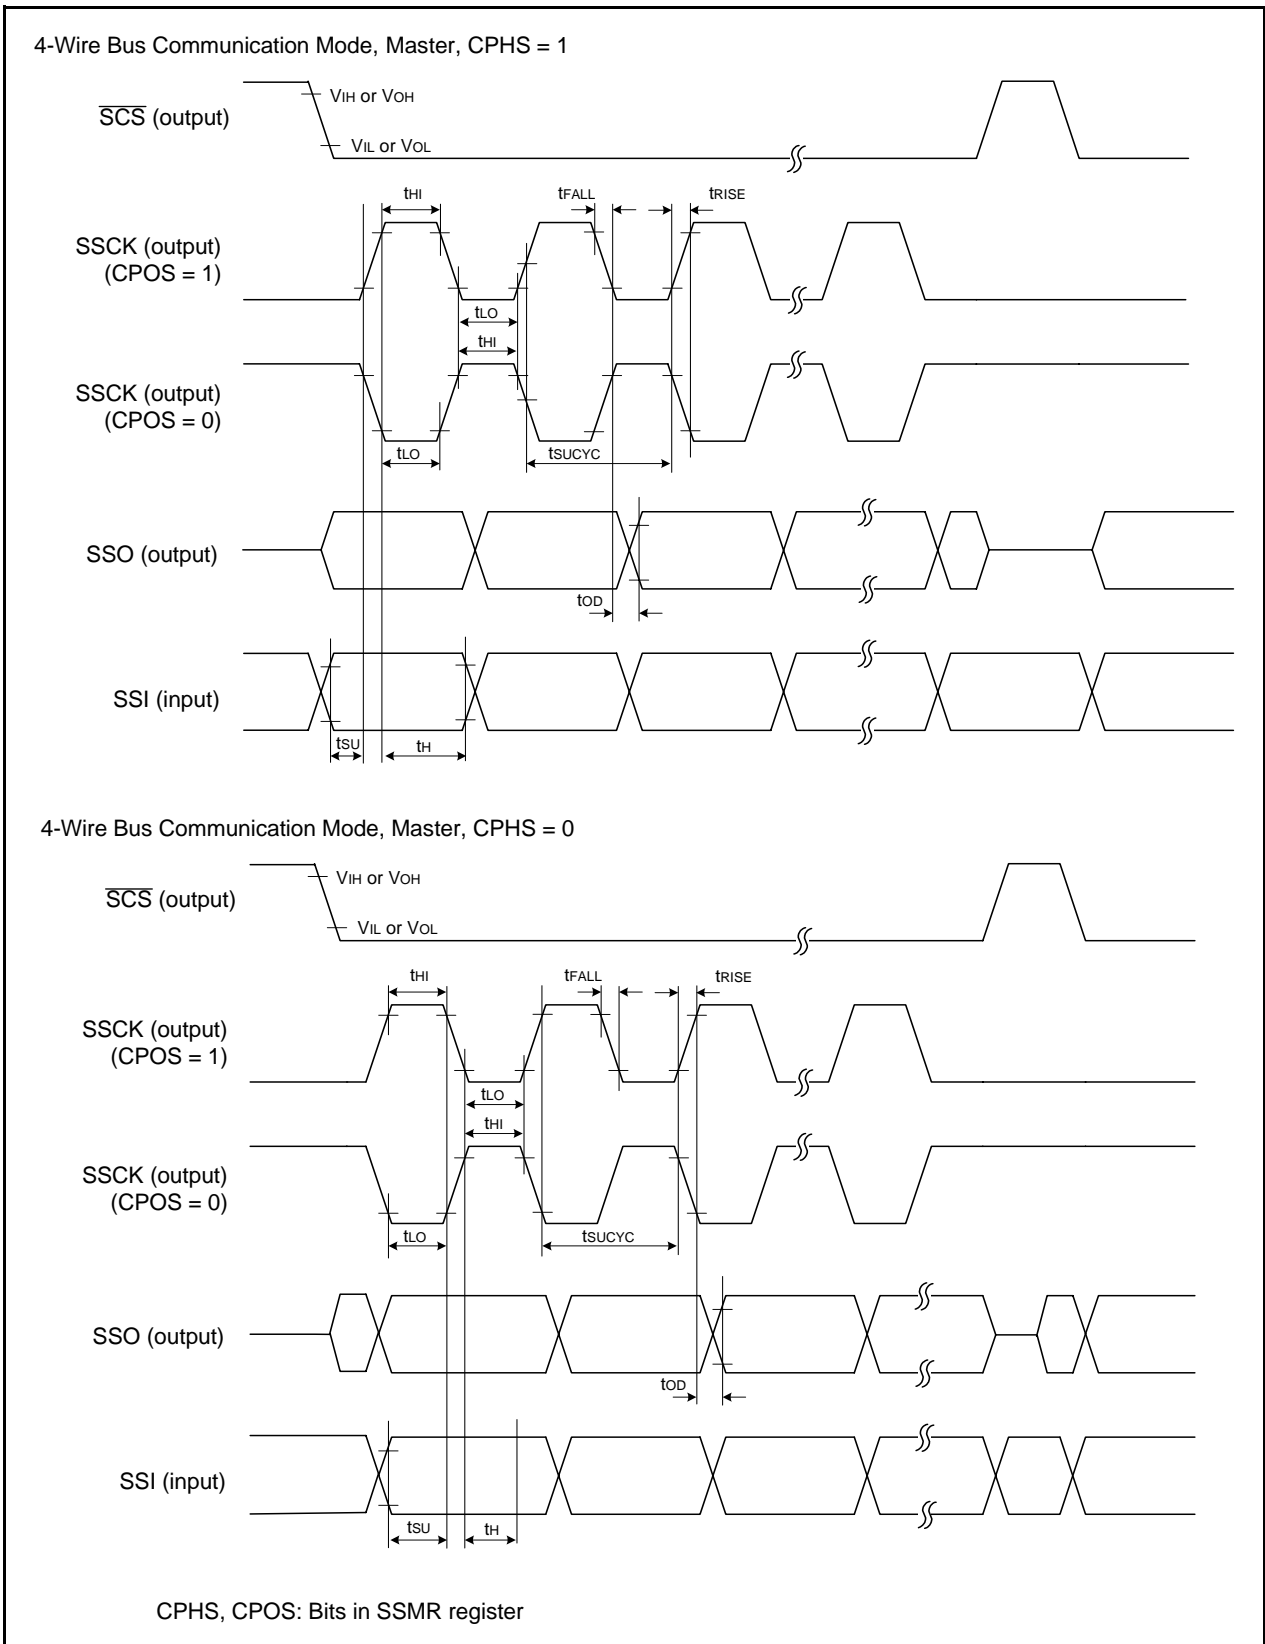 4-Wire Bus Communication Mode, Master, CPHS = 1
VIH or VOH
SCS (output)
VIL or VOL
tHI
tFALL
tRISE
SSCK (output)
(CPOS = 1)
tLO
tHI
SSCK (output)
(CPOS = 0)
tLO
tSUCYC
SSO (output)
tOD
SSI (input)
tSU
tH
4-Wire Bus Communication Mode, Master, CPHS = 0
VIH or VOH
SCS (output)
VIL or VOL
tHI
tFALL
tRISE
SSCK (output)
(CPOS = 1)
tLO
tHI
SSCK (output)
(CPOS = 0)
tLO
tSUCYC
SSO (output)
tOD
SSI (input)
tSU
tH
CPHS, CPOS: Bits in SSMR register